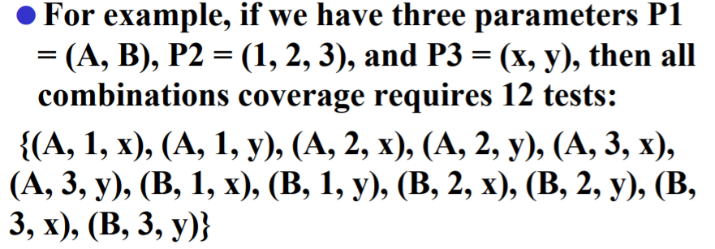 ● For example, if we have three parameters P1
= (A, B), P2 = (1, 2, 3), and P3 = (x, y), then all
combinations coverage requires 12 tests:
{(A, 1, x), (A, 1, y), (A, 2, x), (A, 2, y), (A, 3, x),
(A, 3, y), (B, 1, x), (B, 1, y), (B, 2, x), (B, 2, y), (B,
3, x), (B, 3, y)}